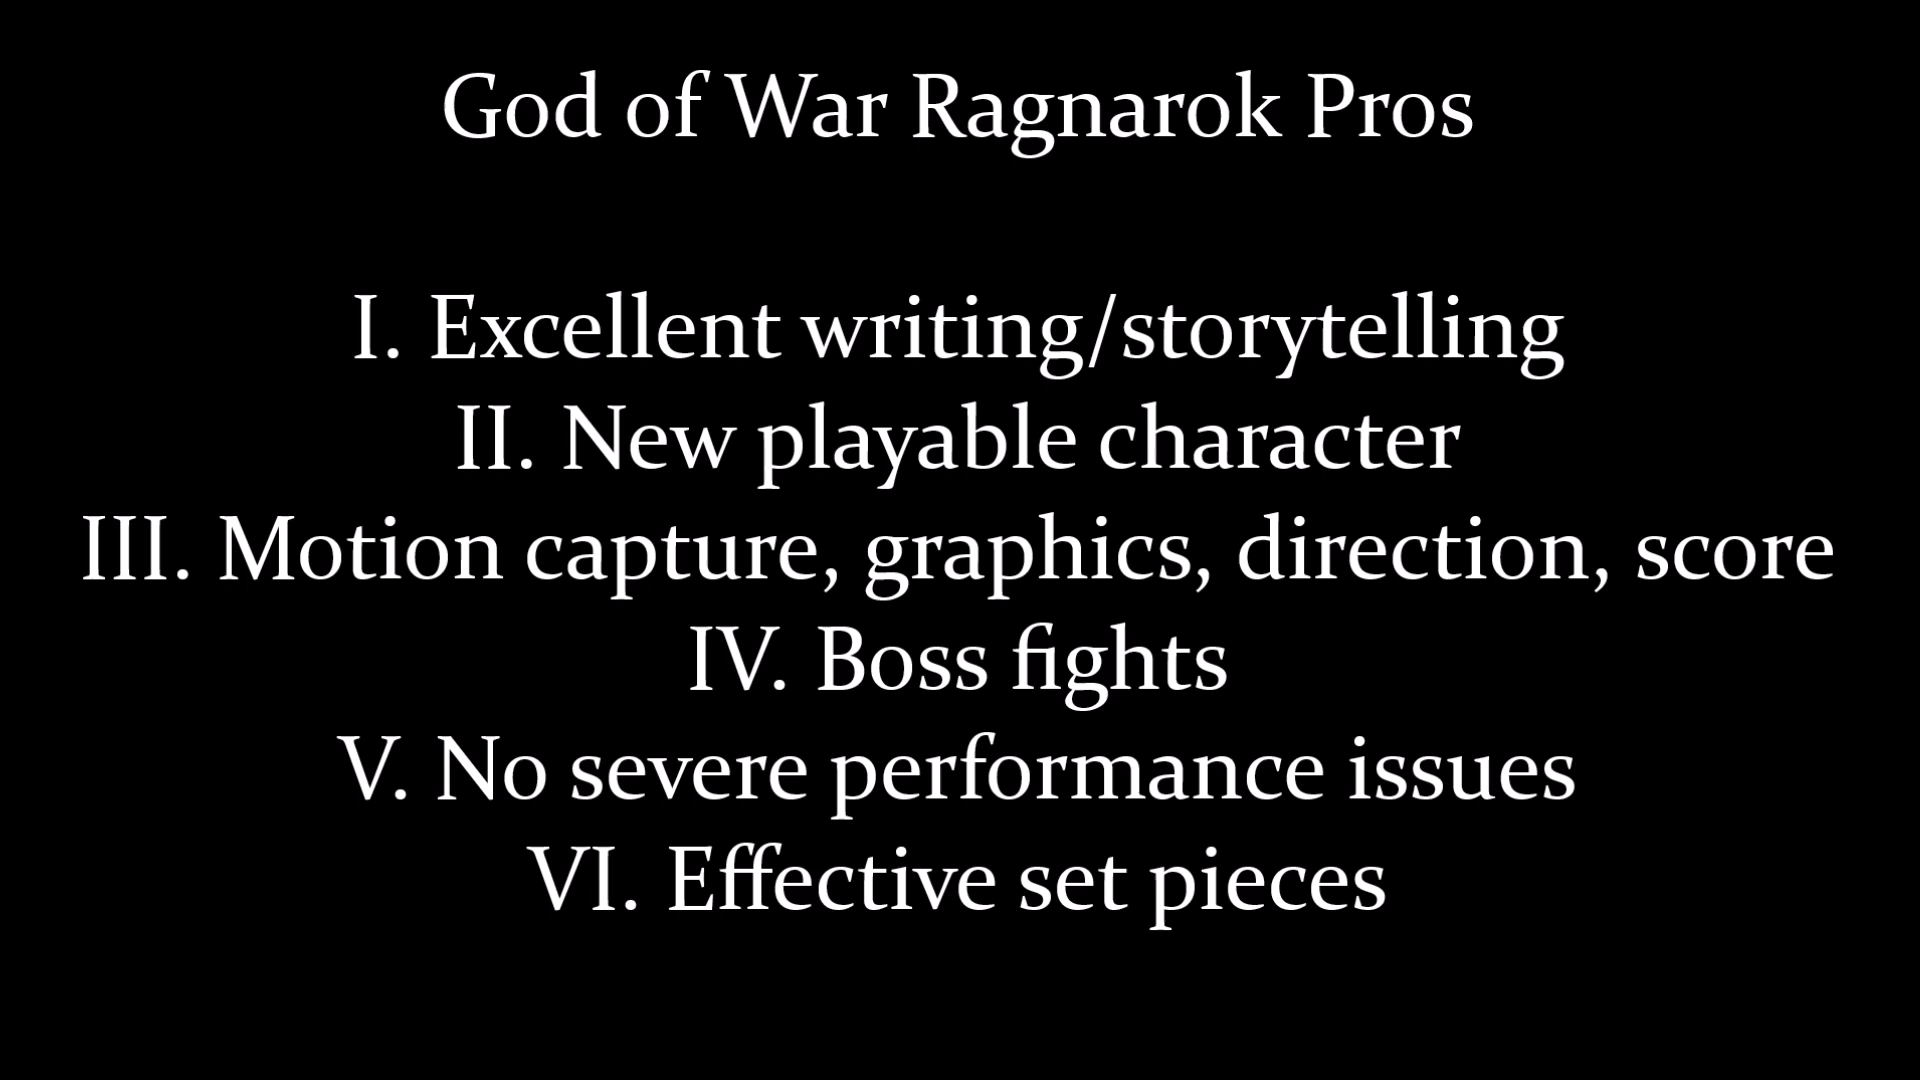 God of War Ragnarok Pros
I. Excellent writing/storytelling
II. New playable character
III. Motion capture, graphics, direction, score
IV. Boss fights
V. No severe performance issues
VI. Effective set pieces